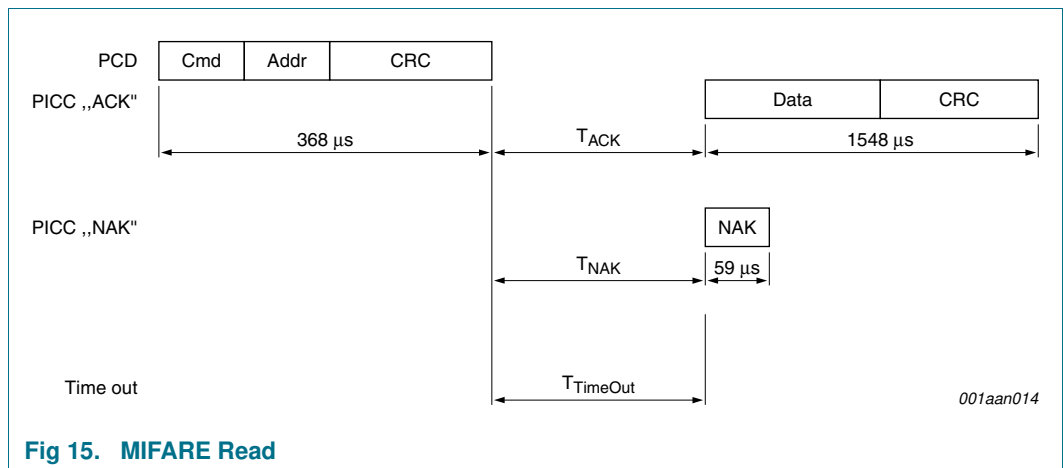 PCD Cmd Addr CRC
PICC ,,ACK" Data CRC
368 μs TACK 1548 μs
PICC ,,NAK" NAK
TNAK 59 μs
Time out TTimeOut 001aan014
Fig 15. MIFARE Read